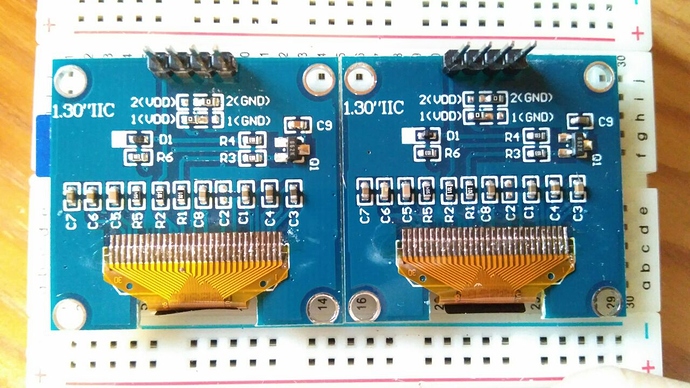 1.30"IIC
2(VDD) 2(GND)
1(VDD) 1(GND)
C9
D1
R4
R6
R3
Q1
C7 C6 C5 R5 R2 R1 C8 C2 C1 C4 C3
14
1.30"IIC
2(VDD) 2(GND)
1(VDD) 1(GND)
C9
D1
R4
R6
R3
Q1
C7 C6 C5 R5 R2 R1 C8 C2 C1 C4 C3
16
29
30
f g h i j
a b c d e
30